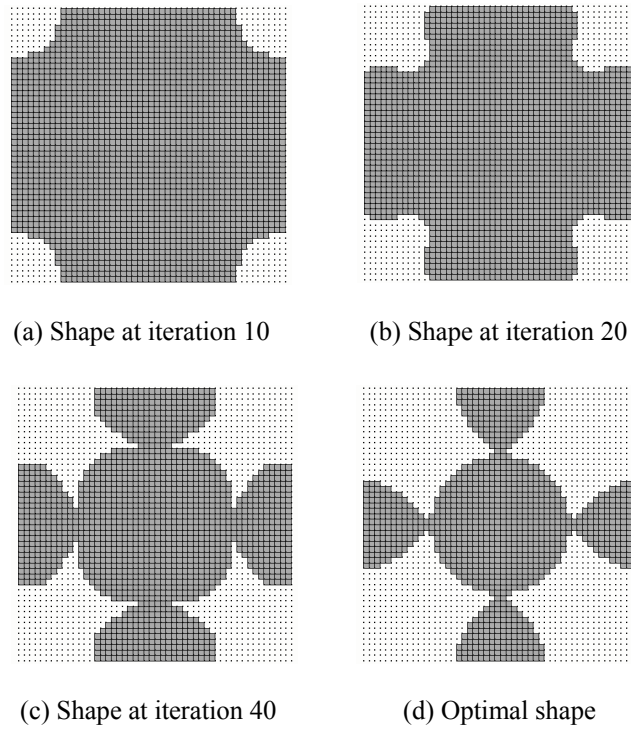 (a) Shape at iteration 10
(b) Shape at iteration 20
(c) Shape at iteration 40
(d) Optimal shape